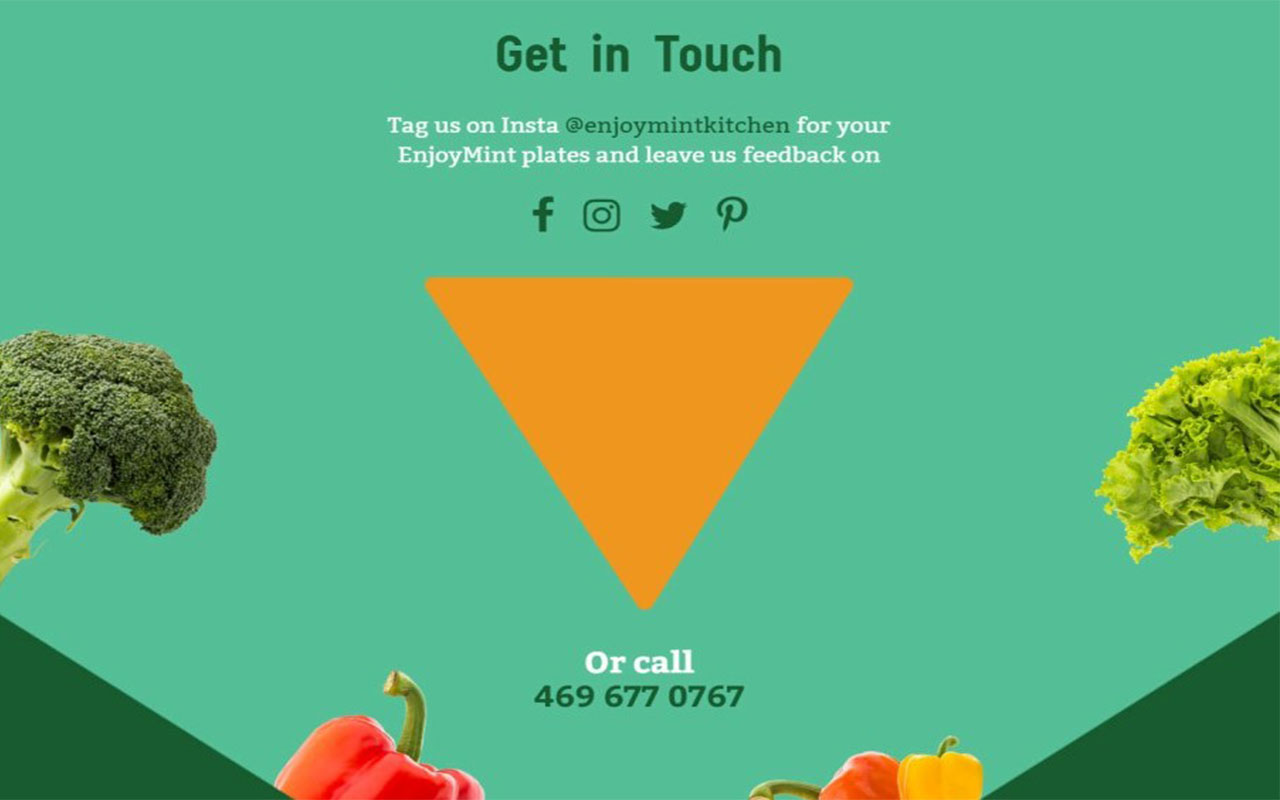 Get in Touch
Tag us on Insta @enjoymintkitchen for your
EnjoyMint plates and leave us feedback on
Or call
469 677 0767